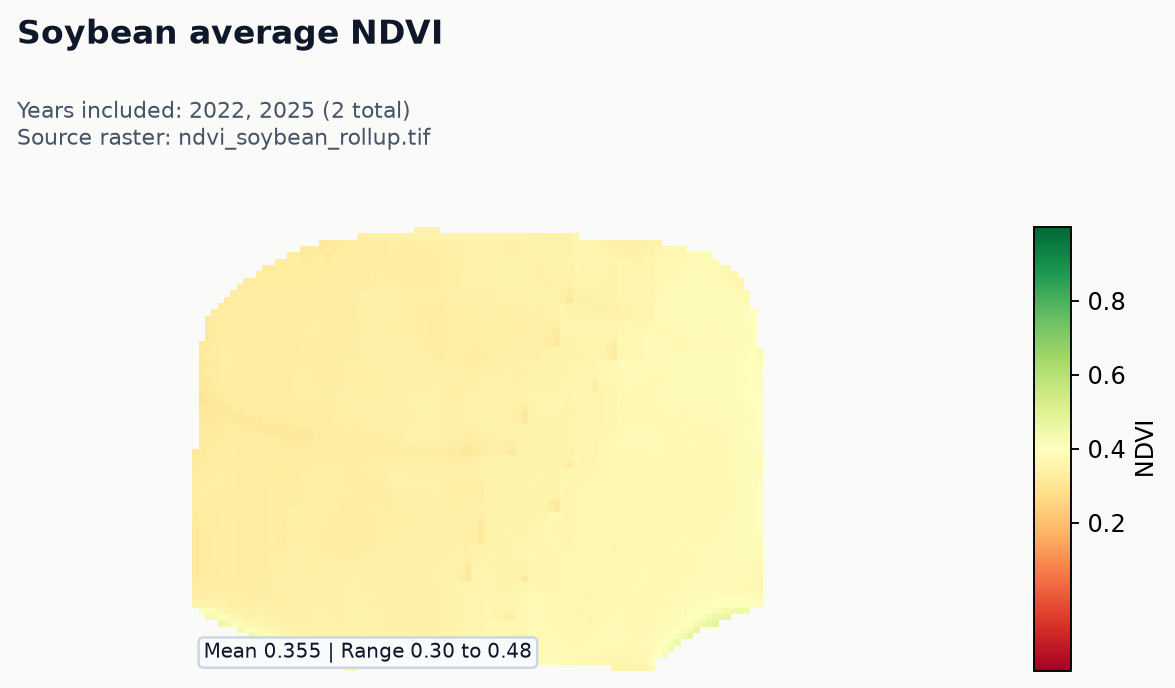 Soybean average NDVI
Years included: 2022, 2025 (2 total)
Source raster: ndvi_soybean_rollup.tif
0.8
0.6
0.4
0.2
NDVI
Mean 0.355 | Range 0.30 to 0.48